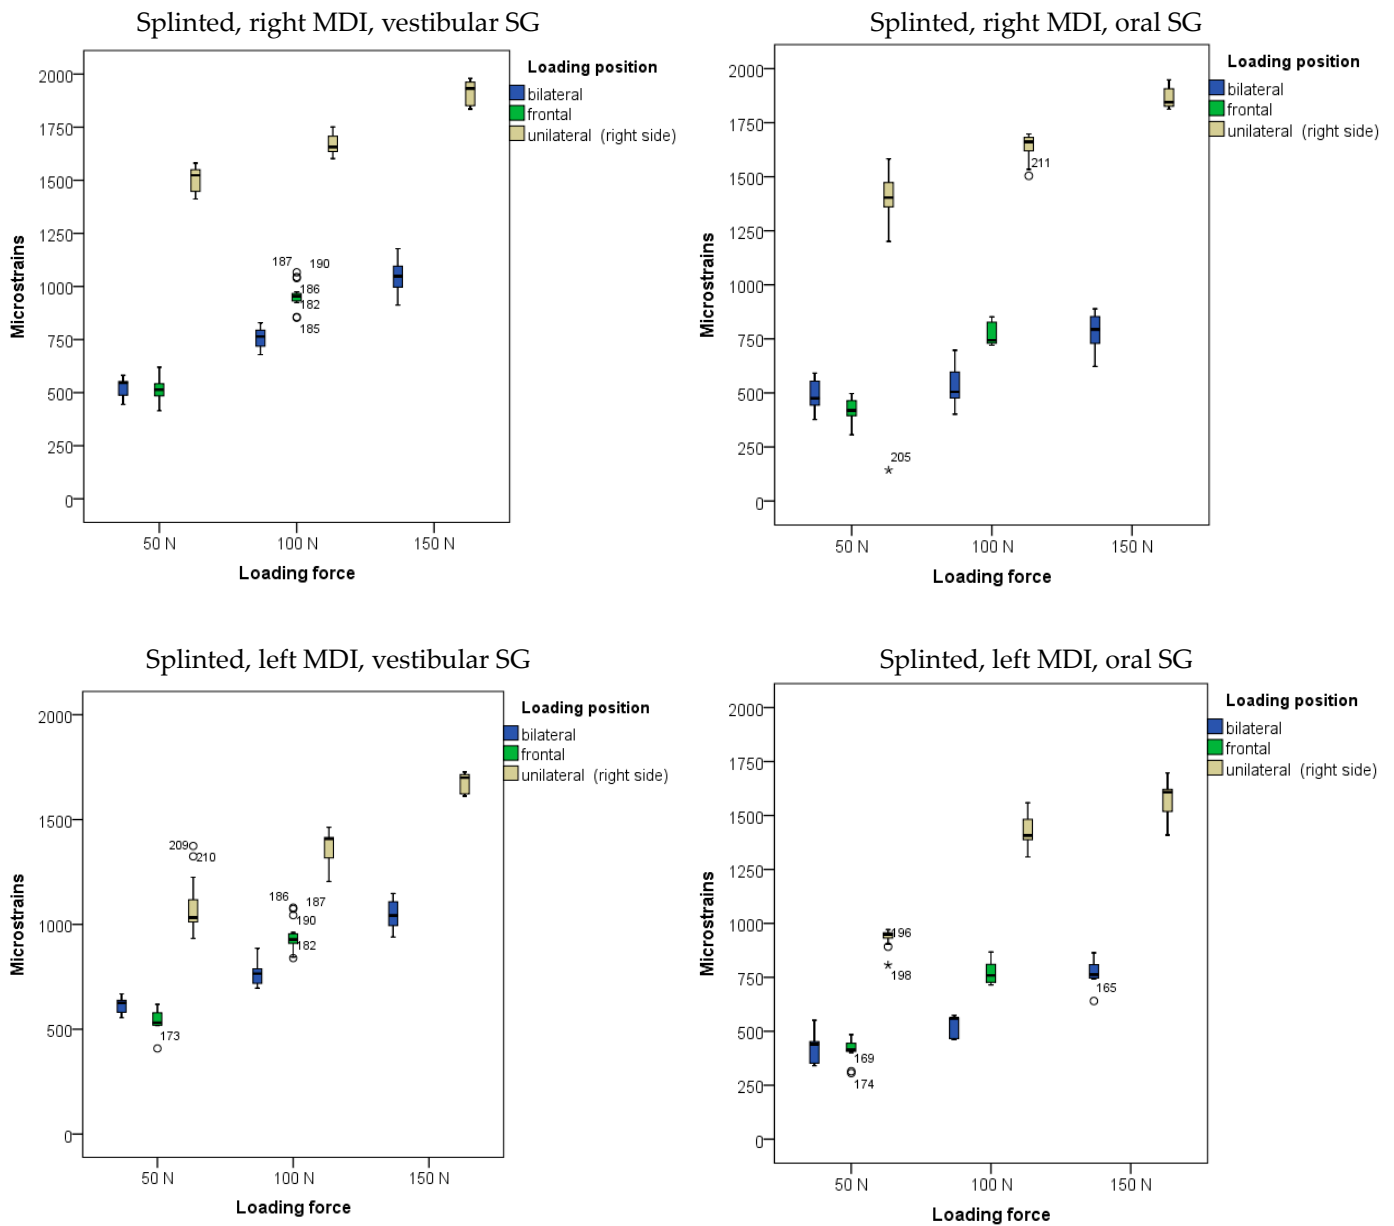 Splinted, right MDI, vestibular SG
Loading position
bilateral
frontal
unilateral (right side)
Microstrains
2000
1750
1500
1250
1000
750
500
250
0
187
190
186
182
185
50 N
100 N
150 N
Loading force
Splinted, right MDI, oral SG
Loading position
bilateral
frontal
unilateral (right side)
Microstrains
2000
1750
1500
1250
1000
750
500
250
0
211
205
50 N
100 N
150 N
Loading force
Splinted, left MDI, vestibular SG
Loading position
bilateral
frontal
unilateral (right side)
Microstrains
2000
1500
1000
500
0
209
210
186
187
190
182
173
50 N
100 N
150 N
Loading force
Splinted, left MDI, oral SG
Loading position
bilateral
frontal
unilateral (right side)
Microstrains
2000
1750
1500
1250
1000
750
500
250
0
196
198
165
169
174
50 N
100 N
150 N
Loading force